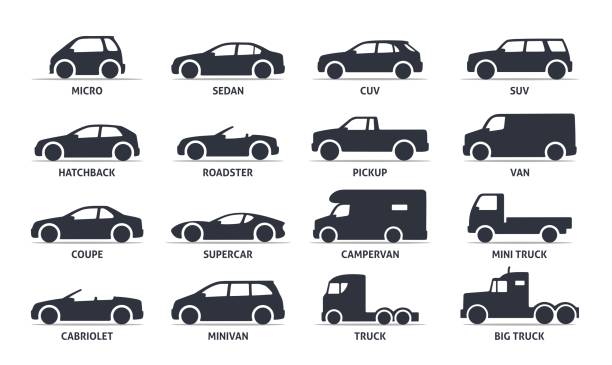 MICRO
SEDAN
CUV
SUV
HATCHBACK
ROADSTER
PICKUP
VAN
COUPE
SUPERCAR
CAMPERVAN
MINI TRUCK
CABRIOLET
MINIVAN
TRUCK
BIG TRUCK